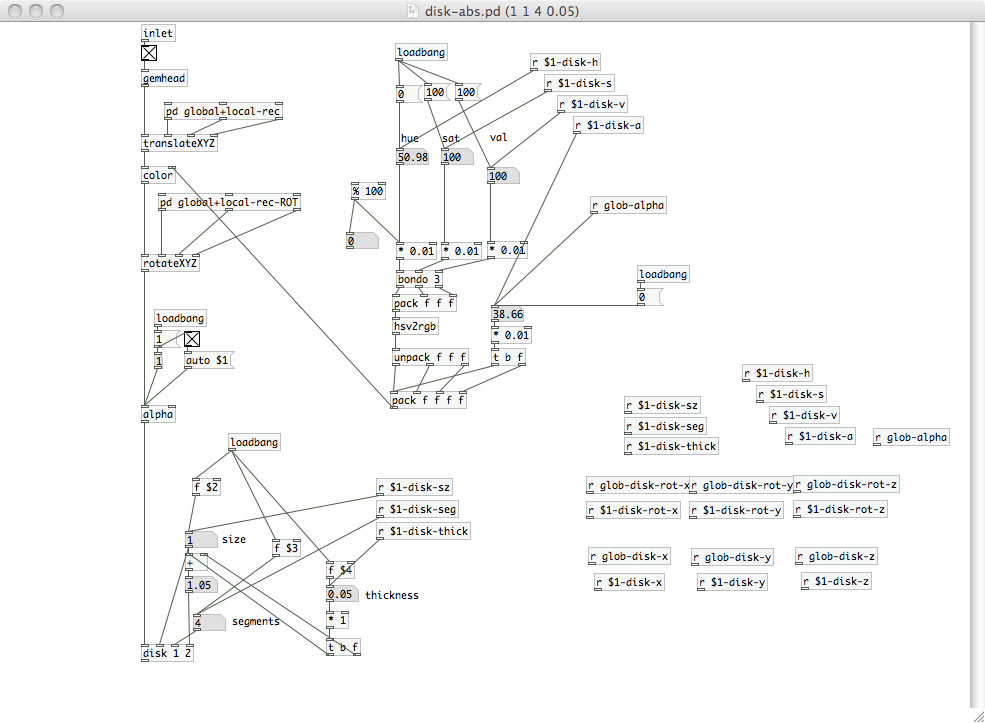 disk-abs.pd (1 1 4 0.05)
inlet
gemhead
pd global+local-rec
translateXYZ
color
pd global+local-rec-ROT
rotateXYZ
loadbang
1
1
auto $1
alpha
loadbang
f $2
1
size
+
1.05
f $3
4
segments
f $4
0.05
thickness
* 1
t b f
disk 1 2
r $1-disk-sz
r $1-disk-seg
r $1-disk-thick
loadbang
0
100
100
hue
sat
val
50.98
100
100
% 100
0
* 0.01
* 0.01
* 0.01
bondo 3
pack f f f
hsv2rgb
unpack f f f
pack f f f f
r $1-disk-h
r $1-disk-s
r $1-disk-v
r $1-disk-a
r glob-alpha
loadbang
0
38.66
* 0.01
t b f
r $1-disk-h
r $1-disk-s
r $1-disk-v
r $1-disk-a
r glob-alpha
r $1-disk-sz
r $1-disk-seg
r $1-disk-thick
r glob-disk-rot-x
r glob-disk-rot-y
r glob-disk-rot-z
r $1-disk-rot-x
r $1-disk-rot-y
r $1-disk-rot-z
r glob-disk-x
r glob-disk-y
r glob-disk-z
r $1-disk-x
r $1-disk-y
r $1-disk-z